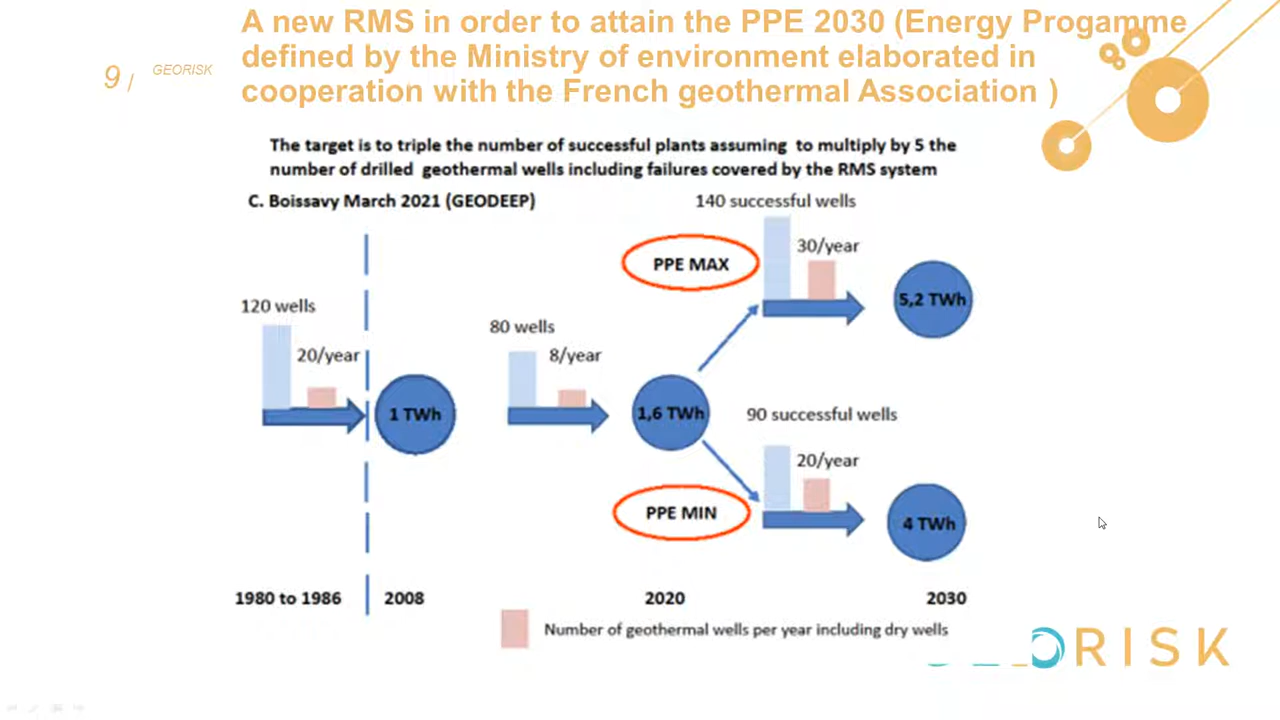 A new RMS in order to attain the PPE 2030 (Energy Progamme
defined by the Ministry of environment elaborated in
cooperation with the French geothermal Association )
9 /
GEORISK
The target is to triple the number of successful plants assuming to multiply by 5 the
number of drilled geothermal wells including failures covered by the RMS system
C. Boissavy March 2021 (GEODEEP)
140 successful wells
PPE MAX
30/year
5,2 TWh
120 wells
20/year
1 TWh
80 wells
8/year
1,6 TWh
90 successful wells
20/year
PPE MIN
4 TWh
1980 to 1986
2008
2020
2030
Number of geothermal wells per year including dry wells
ORISK